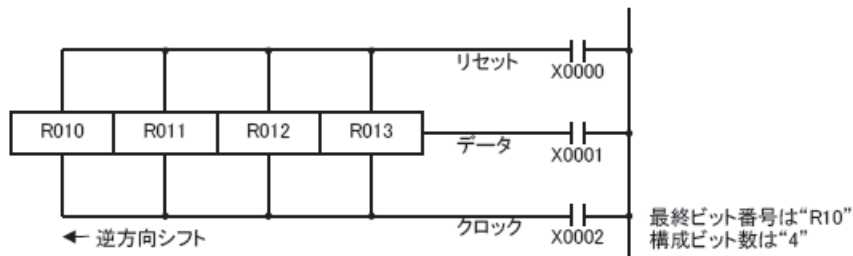 リセット
X0000
R010
R011
R012
R013
データ
X0001
クロック
X0002
← 逆方向シフト
最終ビット番号は“R10”
構成ビット数は“4”